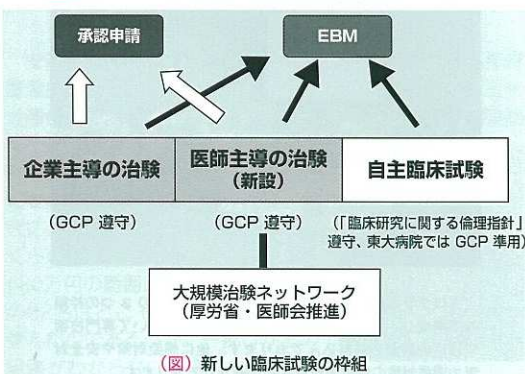 承認申請
EBM
企業主導の治験
医師主導の治験
(新設)
自主臨床試験
(GCP 遵守)
(GCP 遵守)
(「臨床研究に関する倫理指針」
遵守、東大病院では GCP 準用)
大規模治験ネットワーク
(厚労省・医師会推進)
(図) 新しい臨床試験の枠組